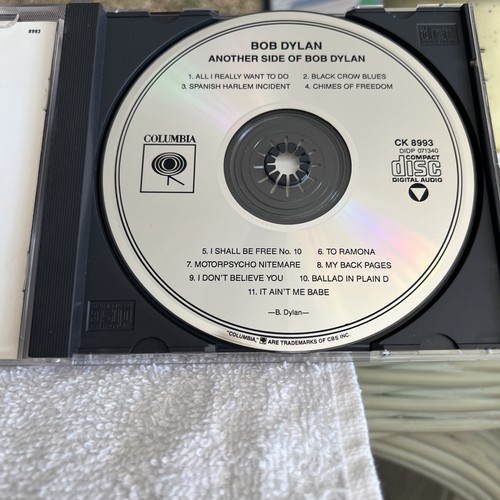 8993
BOB DYLAN
ANOTHER SIDE OF BOB DYLAN
1. ALL I REALLY WANT TO DO 2. BLACK CROW BLUES
3. SPANISH HARLEM INCIDENT 4. CHIMES OF FREEDOM
COLUMBIA
CK 8993
DIDP 071340
COMPACT
disc
DIGITAL AUDIO
5. I SHALL BE FREE No. 10 6. TO RAMONA
7. MOTORPSYCHO NITEMARE 8. MY BACK PAGES
9. I DON'T BELIEVE YOU 10. BALLAD IN PLAIN D
11. IT AIN'T ME BABE
—B. Dylan—
"COLUMBIA," ARE TRADEMARKS OF CBS INC.